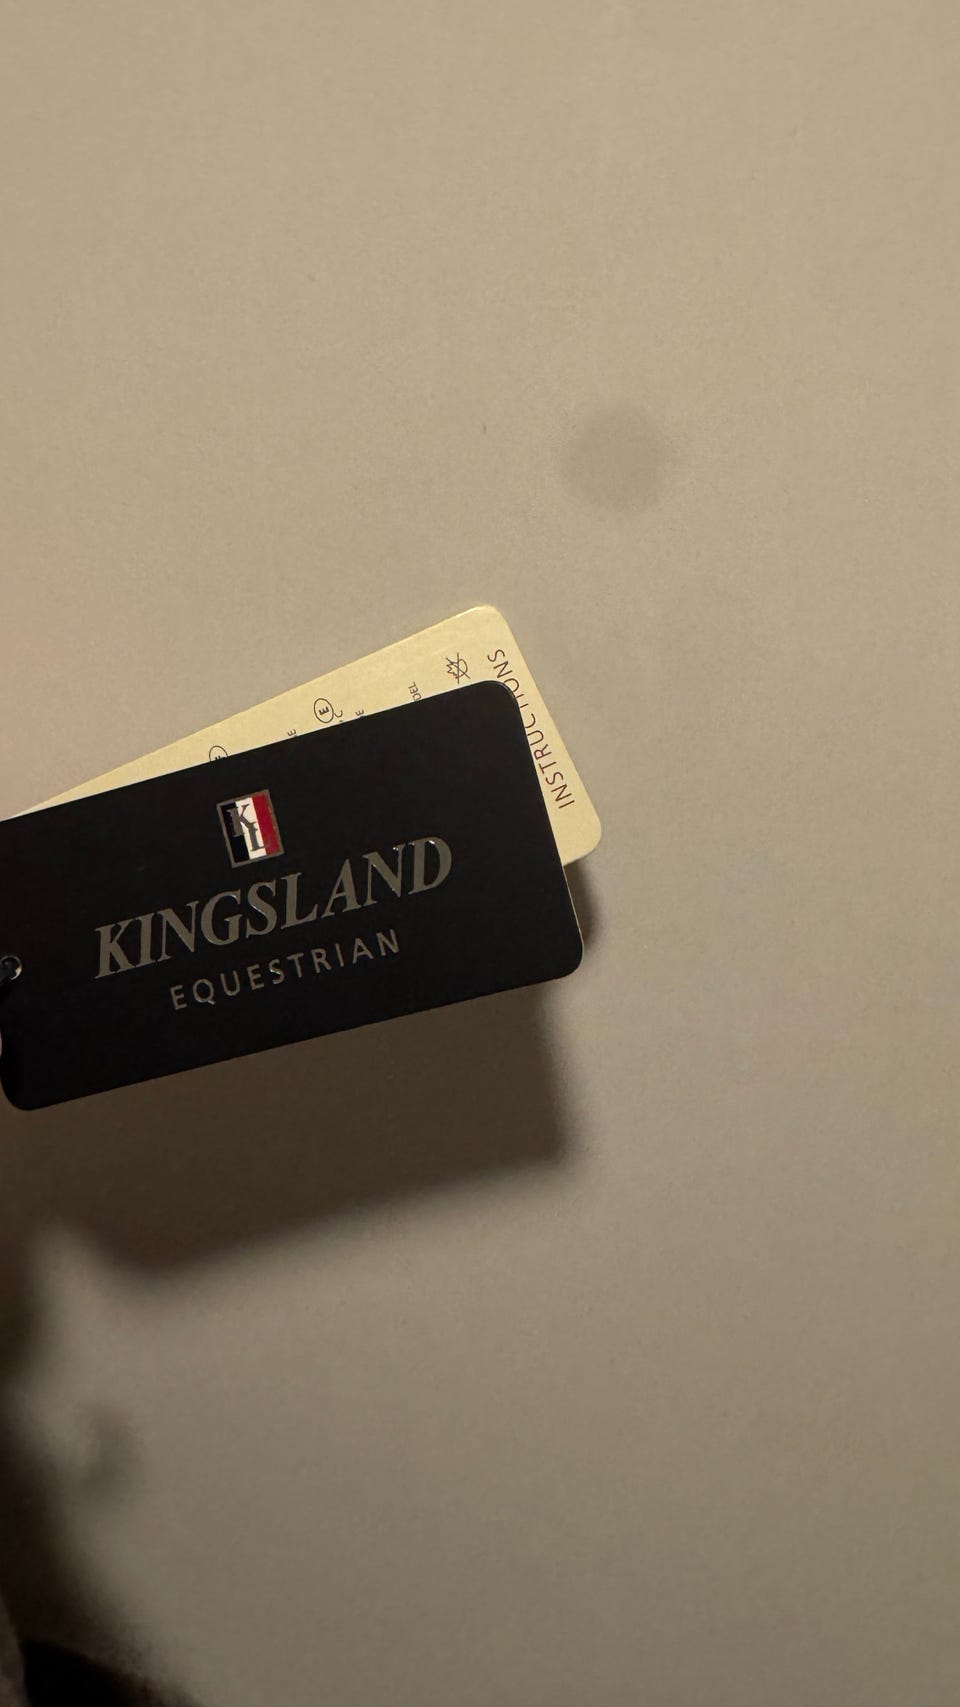 KL
KINGSLAND
EQUESTRIAN
INSTRUCTIONS